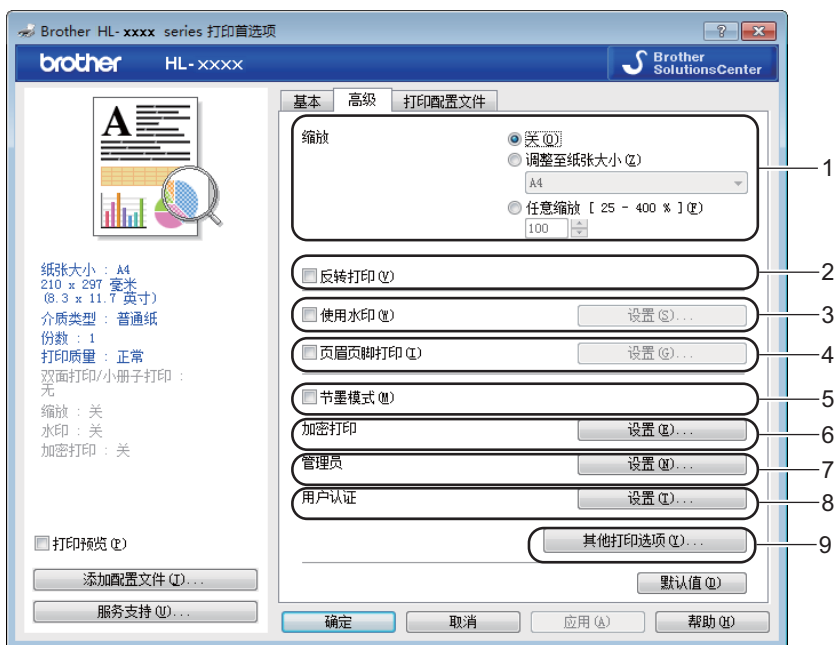 Brother HL- xxxx series 打印首选项
brother HL-xxxx
Brother
SolutionsCenter
A
纸张大小 : A4
210 x 297 毫米
(8.3 x 11.7 英寸)
介质类型 : 普通纸
份数 : 1
打印质量 : 正常
双面打印/小册子打印 :
无
缩放 : 关
水印 : 关
加密打印 : 关
打印预览(P)
添加配置文件(J)...
服务支持(U)...
基本 高级 打印配置文件
缩放
关(O)
调整至纸张大小(Z)
A4
任意缩放 [ 25 - 400 % ](F)
100
1
反转打印(V)
2
使用水印(W) 设置(S)...
3
页眉页脚打印(I) 设置(G)...
4
节墨模式(M)
5
加密打印 设置(E)...
6
管理员 设置(N)...
7
用户认证 设置(T)...
8
其他打印选项(Y)...
9
默认值(D)
确定 取消 应用(A) 帮助(H)